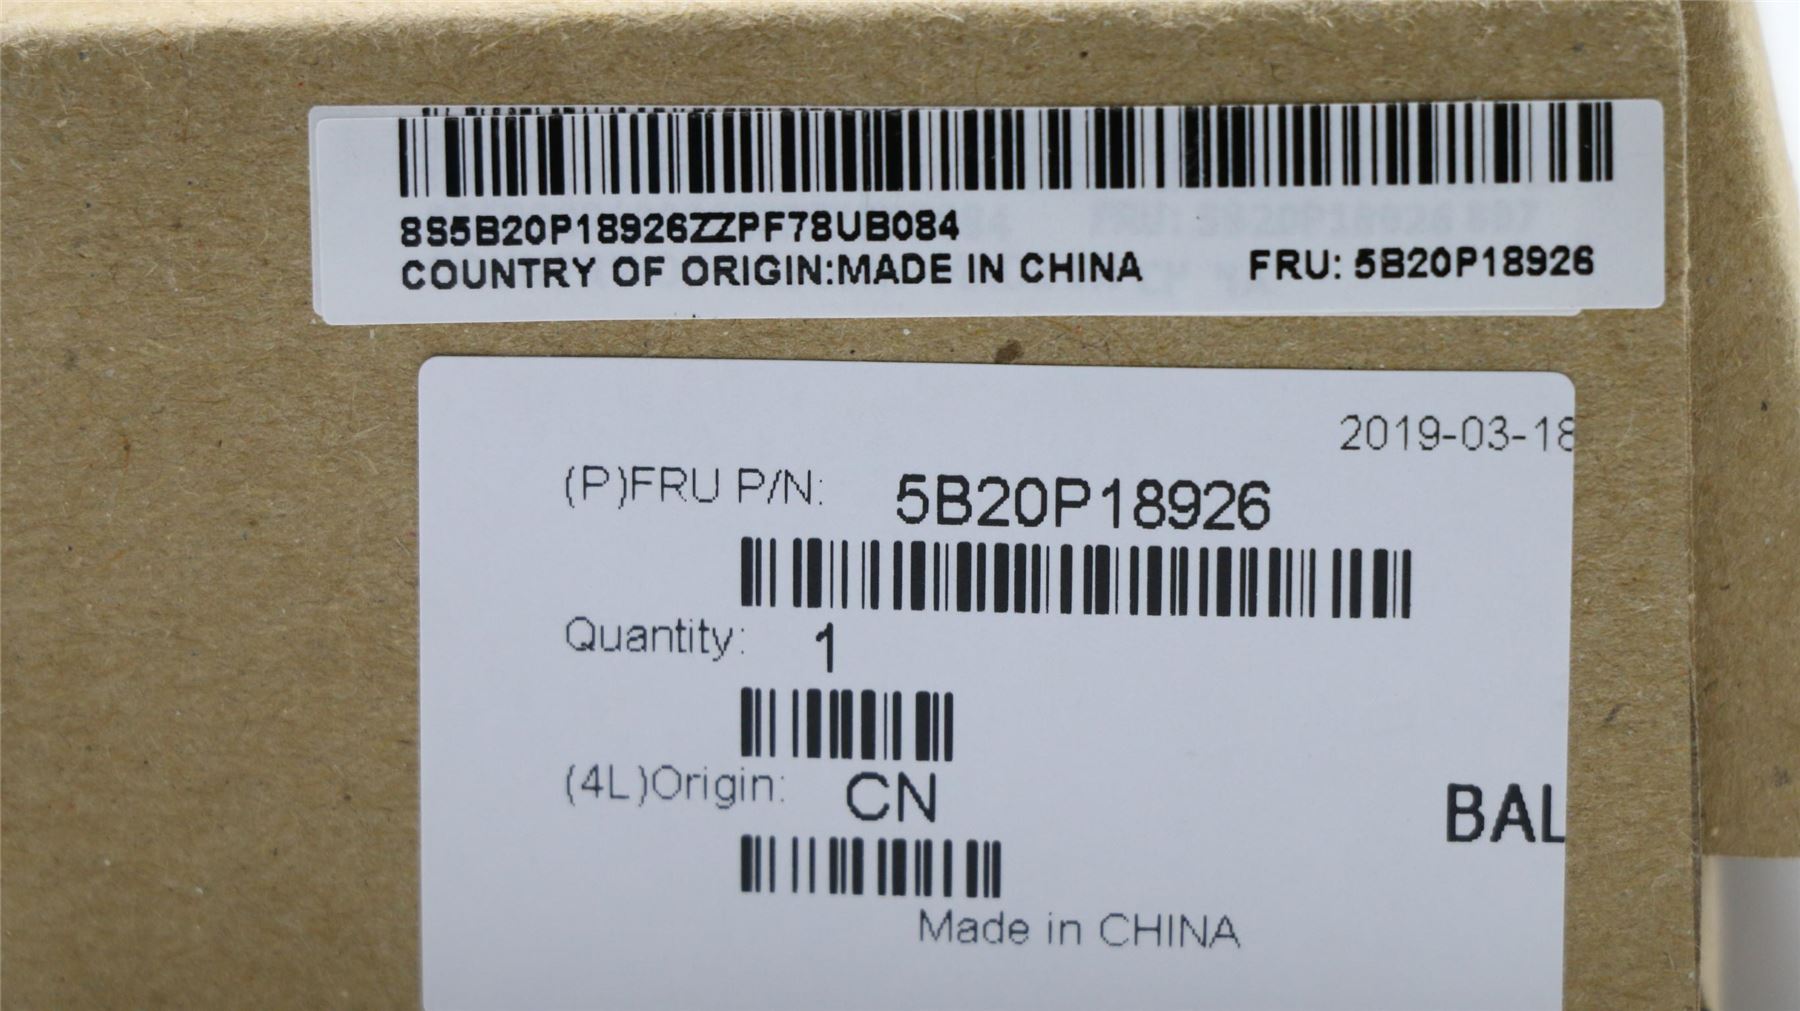 8S5B20P18926ZZPF78UB084
COUNTRY OF ORIGIN:MADE IN CHINA FRU: 5B20P18926
2019-03-18
(P)FRU P/N: 5B20P18926
Quantity: 1
(4L)Origin: CN
BAL
Made in CHINA